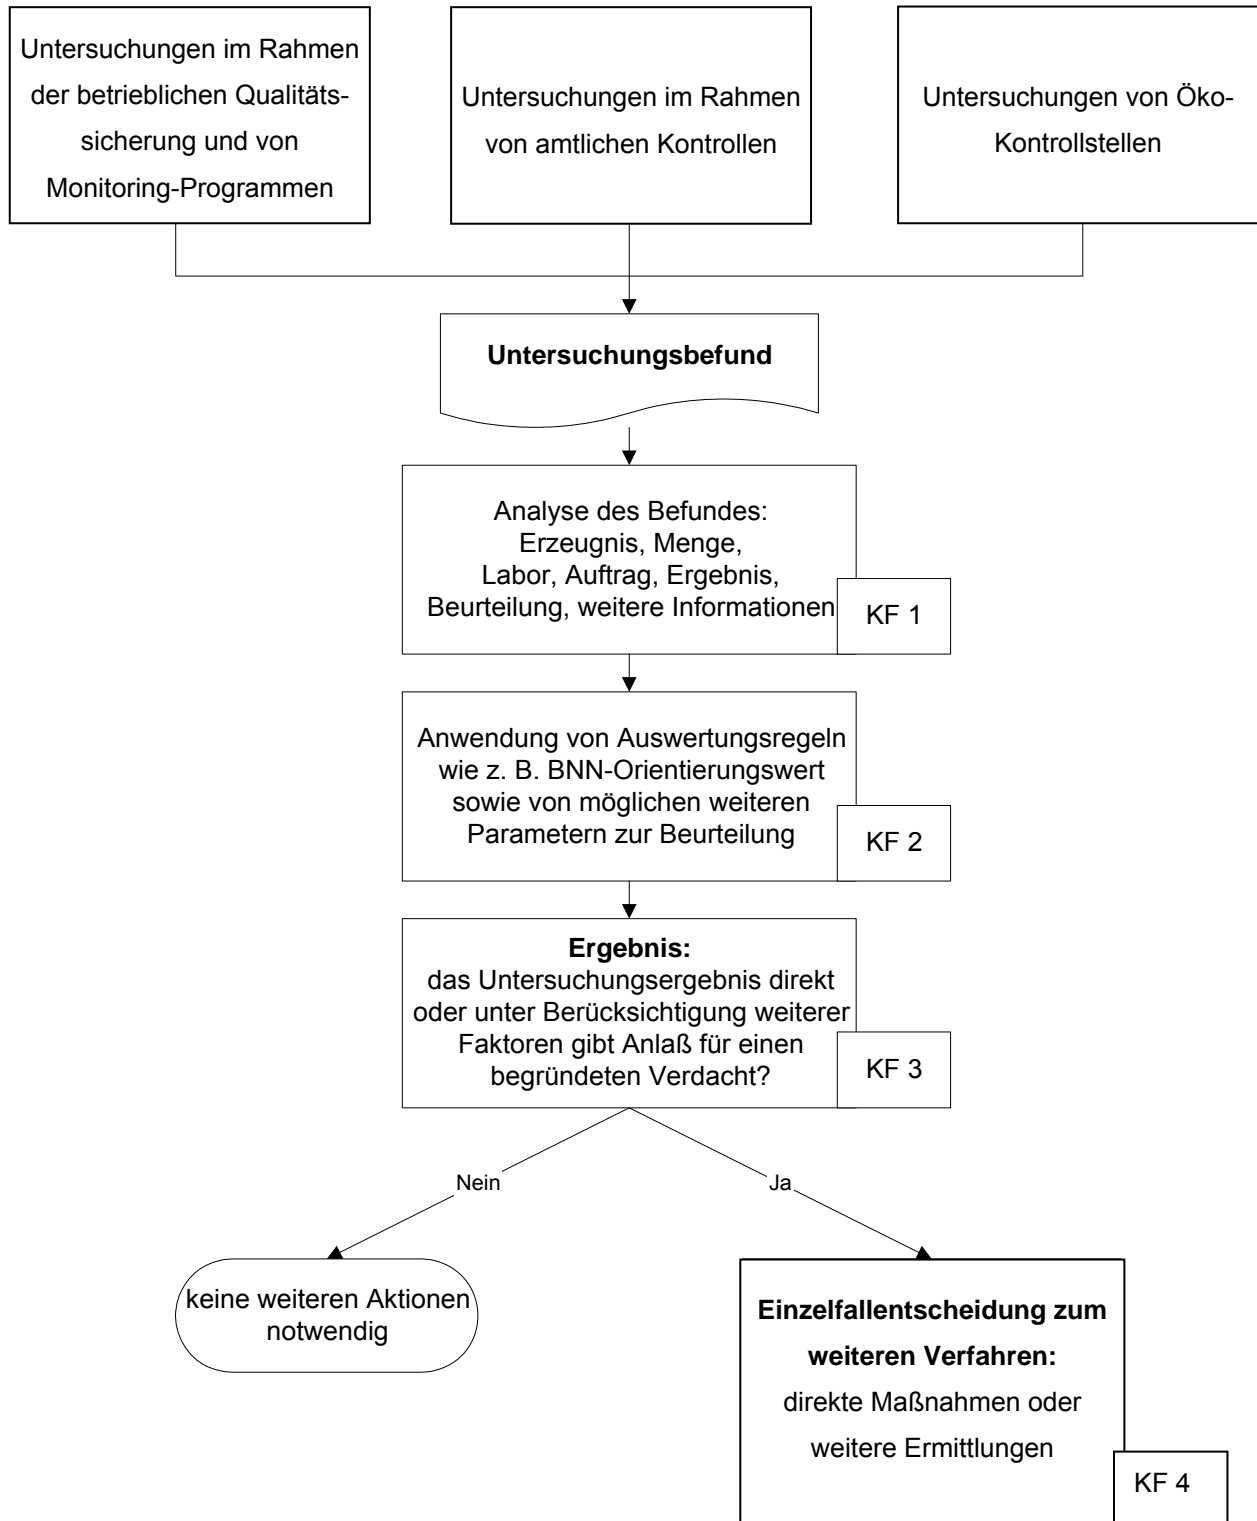 Untersuchungen im Rahmen
der betrieblichen Qualitäts-
sicherung und von
Monitoring-Programmen
Untersuchungen im Rahmen
von amtlichen Kontrollen
Untersuchungen von Öko-
Kontrollstellen
Untersuchungsbefund
Analyse des Befundes:
Erzeugnis, Menge,
Labor, Auftrag, Ergebnis,
Beurteilung, weitere Informationen
KF 1
Anwendung von Auswertungsregeln
wie z. B. BNN-Orientierungswert
sowie von möglichen weiteren
Parametern zur Beurteilung
KF 2
Ergebnis:
das Untersuchungsergebnis direkt
oder unter Berücksichtigung weiterer
Faktoren gibt Anlaß für einen
begründeten Verdacht?
KF 3
Nein
Ja
keine weiteren Aktionen
notwendig
Einzelfallentscheidung zum
weiteren Verfahren:
direkte Maßnahmen oder
weitere Ermittlungen
KF 4